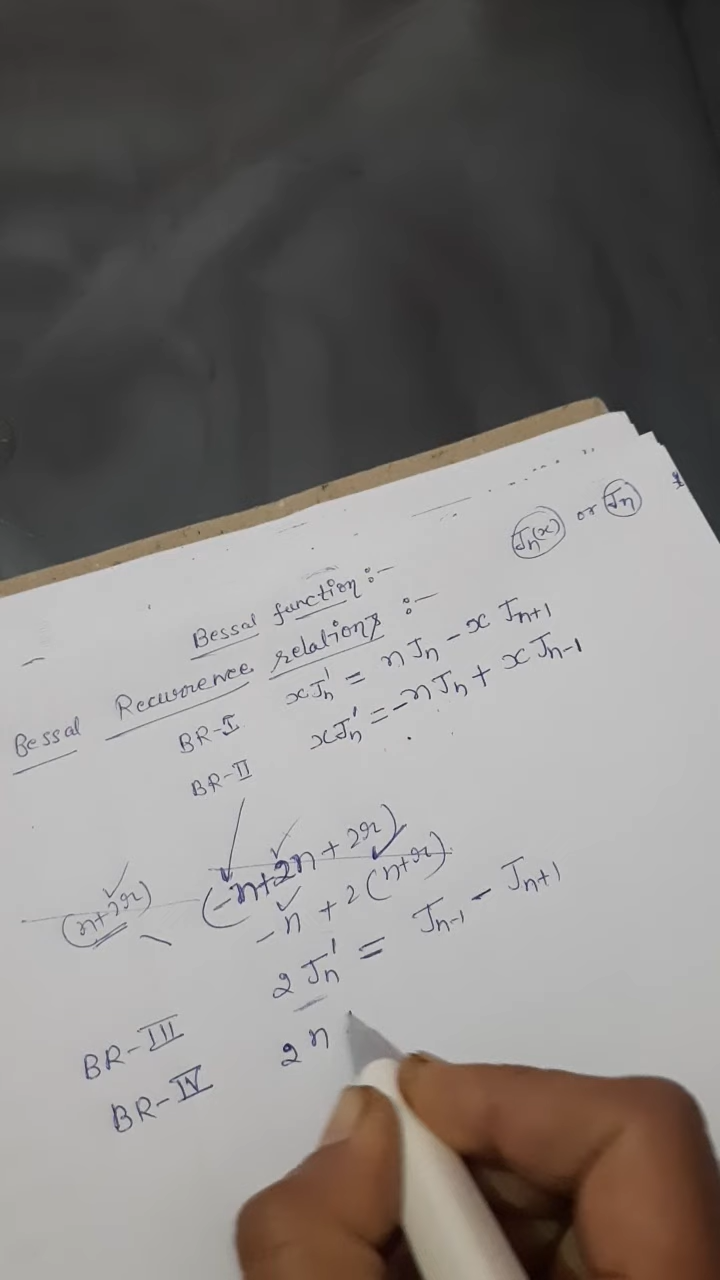 Jn(x) or Jn
Bessal function :-
Bessal Recurrence relations :-
BR-I xJn' = nJn - xJn+1
BR-II xJn' = -nJn + xJn-1
(n+2r) (-n+2n+2r)
-n+2(n+r)
BR-III 2Jn' = Jn-1 - Jn+1
BR-IV 2n